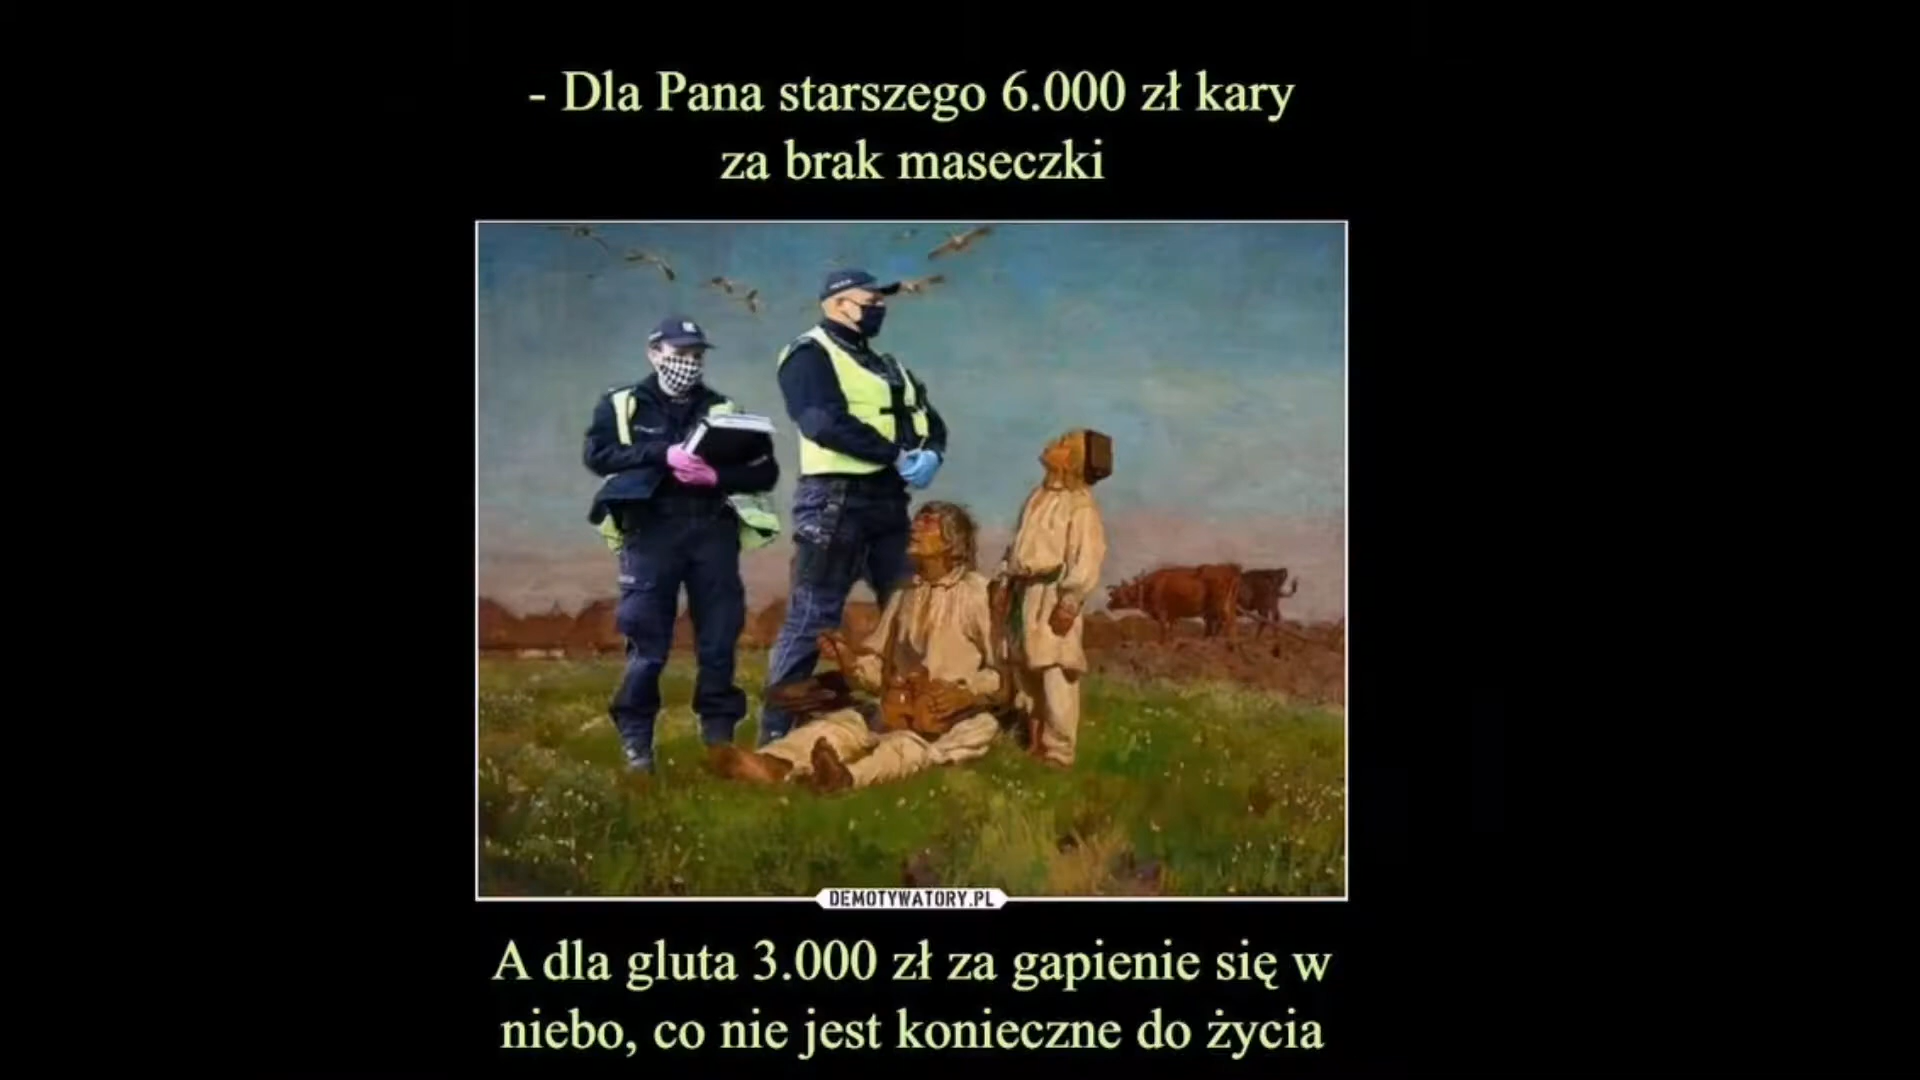 - Dla Pana starszego 6.000 zł kary
za brak maseczki
DEMOTYWATORY.PL
A dla gluta 3.000 zł za gapienie się w
niebo, co nie jest konieczne do życia